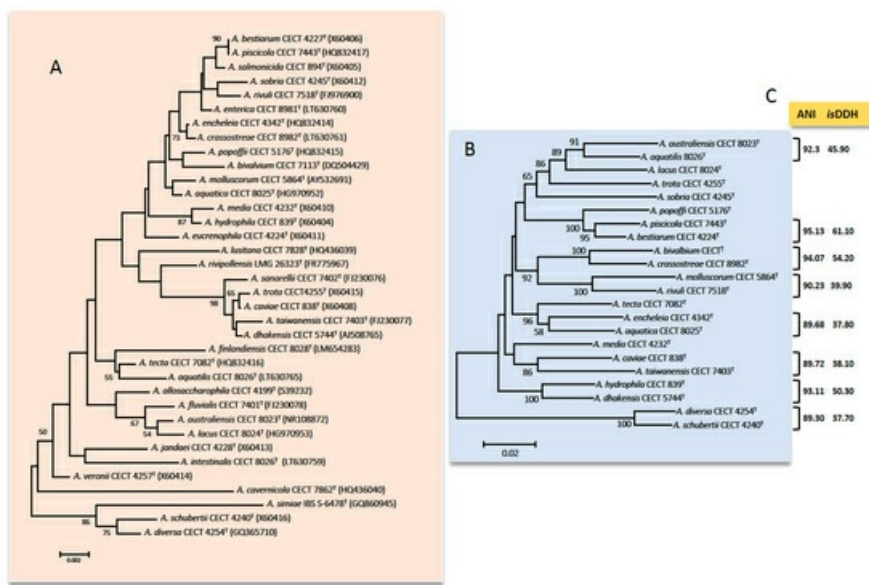 A
90
A. bestiarum CECT 4227ᵀ (X60406)
A. piscicola CECT 7443ᵀ (HQ832417)
A. salmonicida CECT 894ᵀ (X60405)
A. sobria CECT 4245ᵀ (X60412)
A. rivuli CECT 7518ᵀ (FJ976900)
A. enterica CECT 8981ᵀ (LT630760)
A. encheleia CECT 4342ᵀ (HQ832414)
73
A. crassostreae CECT 8982ᵀ (LT630761)
A. popoffii CECT 5176ᵀ (HQ832415)
A. bivalvium CECT 7113ᵀ (DQ504429)
A. molluscorum CECT 5864ᵀ (AY532691)
A. aquatica CECT 8025ᵀ (HG970952)
A. media CECT 4232ᵀ (X60410)
87
A. hydrophila CECT 839ᵀ (X60404)
A. eucrenophila CECT 4224ᵀ (X60411)
A. lusitana CECT 7828ᵀ (HQ436039)
A. rivipollensis LMG 26323ᵀ (FR775967)
A. sanarellii CECT 7402ᵀ (FJ230076)
65
A. trota CECT4255ᵀ (X60415)
98
A. caviae CECT 838ᵀ (X60408)
A. taiwanensis CECT 7403ᵀ (FJ230077)
A. dhakensis CECT 5744ᵀ (AJ508765)
A. finlandiensis CECT 8028ᵀ (LM654283)
A. tecta CECT 7082ᵀ (HQ832416)
55
A. aquatilis CECT 8026ᵀ (LT630765)
A. allosaccharophila CECT 4199ᵀ (S39232)
A. fluvialis CECT 7401ᵀ (FJ230078)
67
A. australiensis CECT 8023ᵀ (NR108872)
54
A. lacus CECT 8024ᵀ (HG970953)
50
A. jandaei CECT 4228ᵀ (X60413)
A. intestinalis CECT 8026ᵀ (LT630759)
A. veronii CECT 4257ᵀ (X60414)
A. cavernicola CECT 7862ᵀ (HQ436040)
A. simiae IBS S-6478ᵀ (GQ860945)
86
A. schubertii CECT 4240ᵀ (X60416)
75
A. diversa CECT 4254ᵀ (GQ365710)
0.002
B
91
A. australiensis CECT 8023ᵀ
89
A. aquatilis 8026ᵀ
86
A. lacus CECT 8024ᵀ
65
A. trota CECT 4255ᵀ
A. sobria CECT 4245ᵀ
A. popoffi CECT 5176ᵀ
A. piscicola CECT 7443ᵀ
100
95
A. bestiarum CECT 4224ᵀ
100
A. bivalbium CECTᵀ
A. crassostreae CECT 8982ᵀ
92
A. molluscorum CECT 5864ᵀ
100
A. rivuli CECT 7518ᵀ
A. tecta CECT 7082ᵀ
96
A. encheleia CECT 4342ᵀ
58
A. aquatica CECT 8025ᵀ
A. media CECT 4232ᵀ
A. caviae CECT 838ᵀ
86
A. taiwanensis CECT 7403ᵀ
A. hydrophila CECT 839ᵀ
100
A. dhakensis CECT 5744ᵀ
A. diversa CECT 4254ᵀ
100
A. schubertii CECT 4240ᵀ
0.02
C
ANI isDDH
92.3 45.90
95.13 61.10
94.07 54.20
90.23 39.90
89.68 37.80
89.72 38.10
93.11 50.30
89.30 37.70